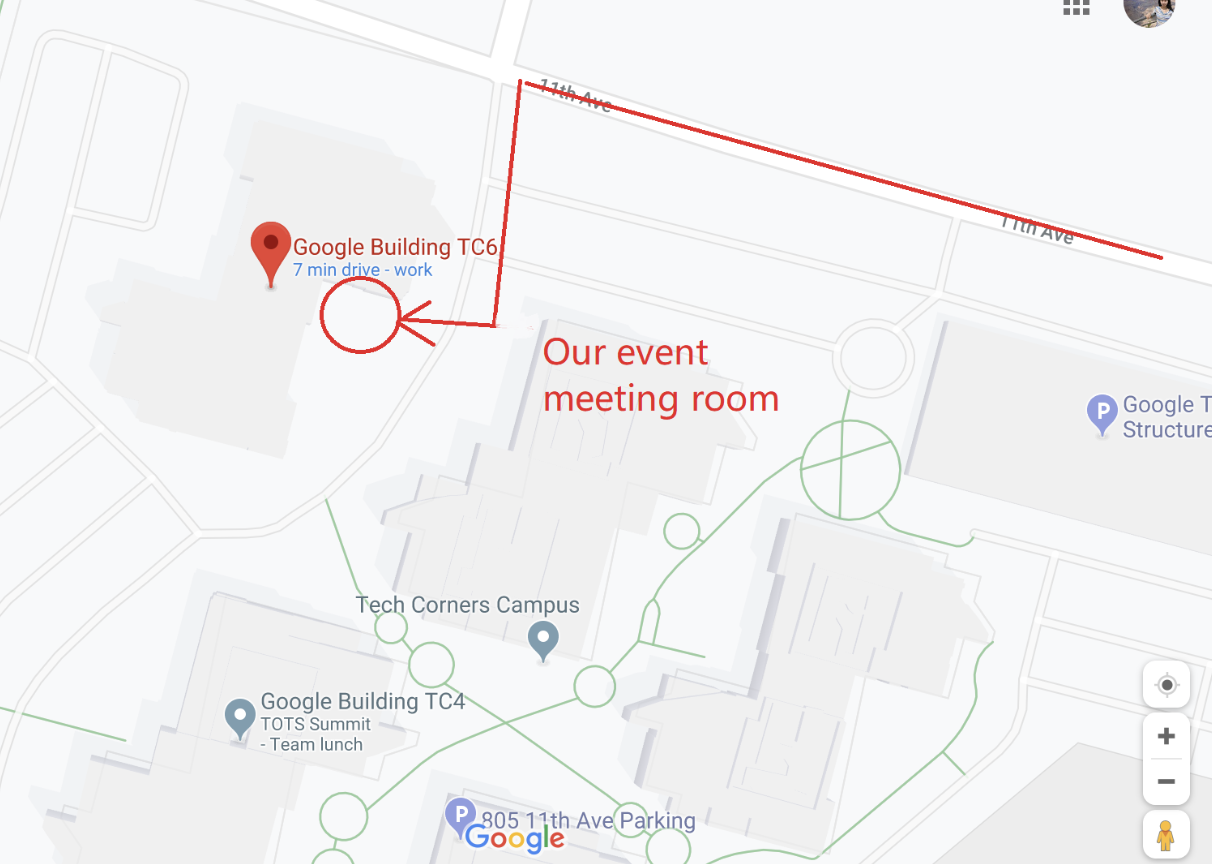 11th Ave
11th Ave
Google Building TC6
7 min drive - work
Our event
meeting room
P
Google T
Structure
Tech Corners Campus
Google Building TC4
TOTS Summit
- Team lunch
P
805 11th Ave Parking
Google